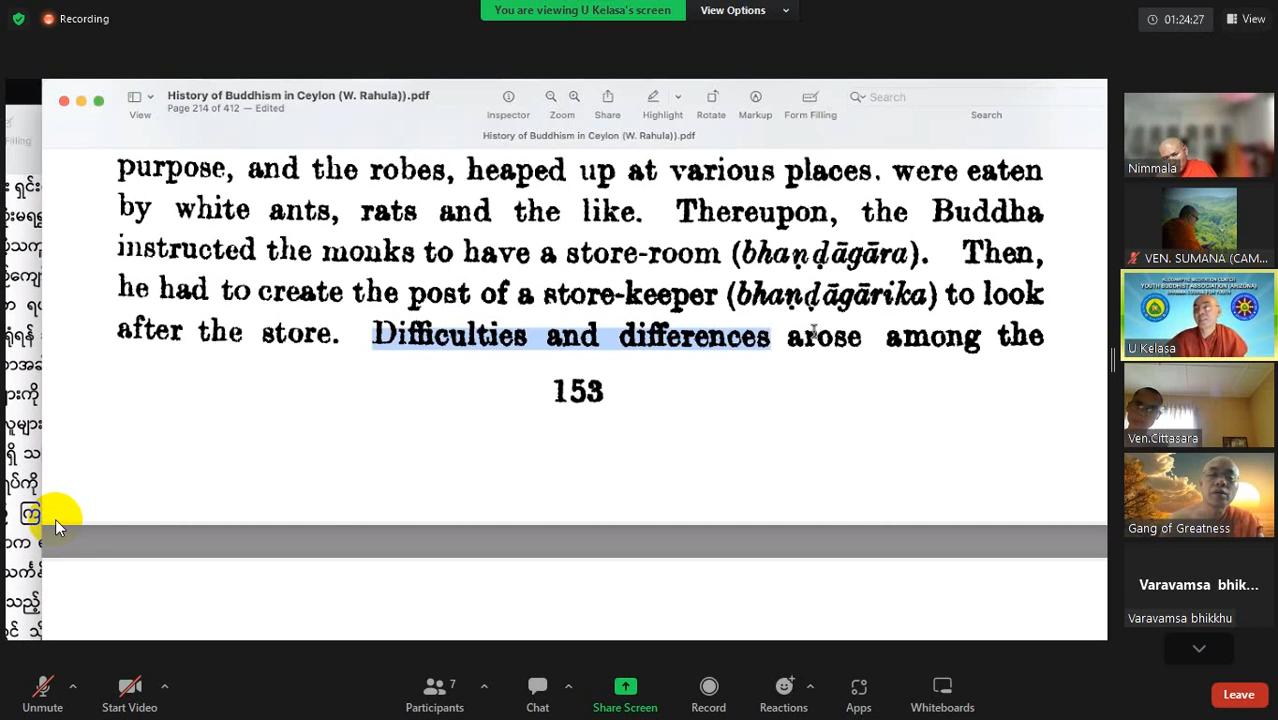 Recording
You are viewing U Kelasa's screen
View Options
01:24:27
View
History of Buddhism in Ceylon (W. Rahula)).pdf
Page 214 of 412 — Edited
View
Inspector
Zoom
Share
Highlight
Rotate
Markup
Form Filling
Search
Search
History of Buddhism in Ceylon (W. Rahula)).pdf
purpose, and the robes, heaped up at various places. were eaten
by white ants, rats and the like. Thereupon, the Buddha
instructed the monks to have a store-room (bhaṇḍāgāra). Then,
he had to create the post of a store-keeper (bhaṇḍāgārika) to look
after the store. Difficulties and differences arose among the
153
Nimmala
VEN. SUMANA (CAM...
YOUTH BUDDHIST ASSOCIATION (ARIZONA)
U Kelasa
Ven.Cittasara
Gang of Greatness
Varavamsa bhik...
Varavamsa bhikkhu
Unmute
Start Video
7
Participants
Chat
Share Screen
Record
Reactions
Apps
Whiteboards
Leave